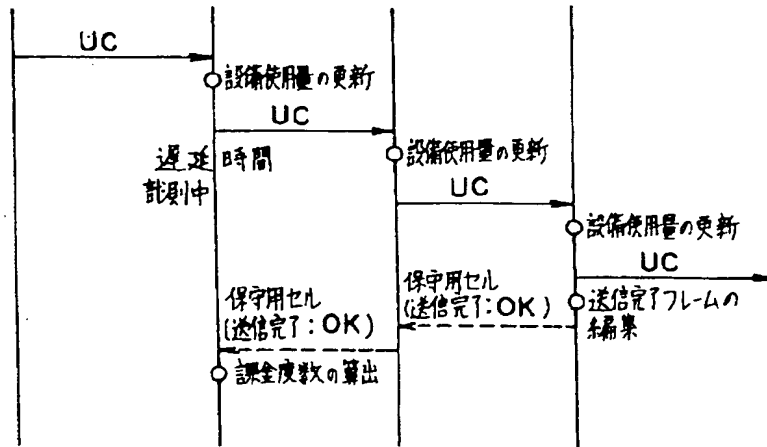 UC
設備使用量の更新
UC
遅延時間
計測中
設備使用量の更新
UC
設備使用量の更新
UC
保守用セル
(送信完了:OK)
保守用セル
(送信完了:OK)
送信完了フレームの
編集
課金度数の算出